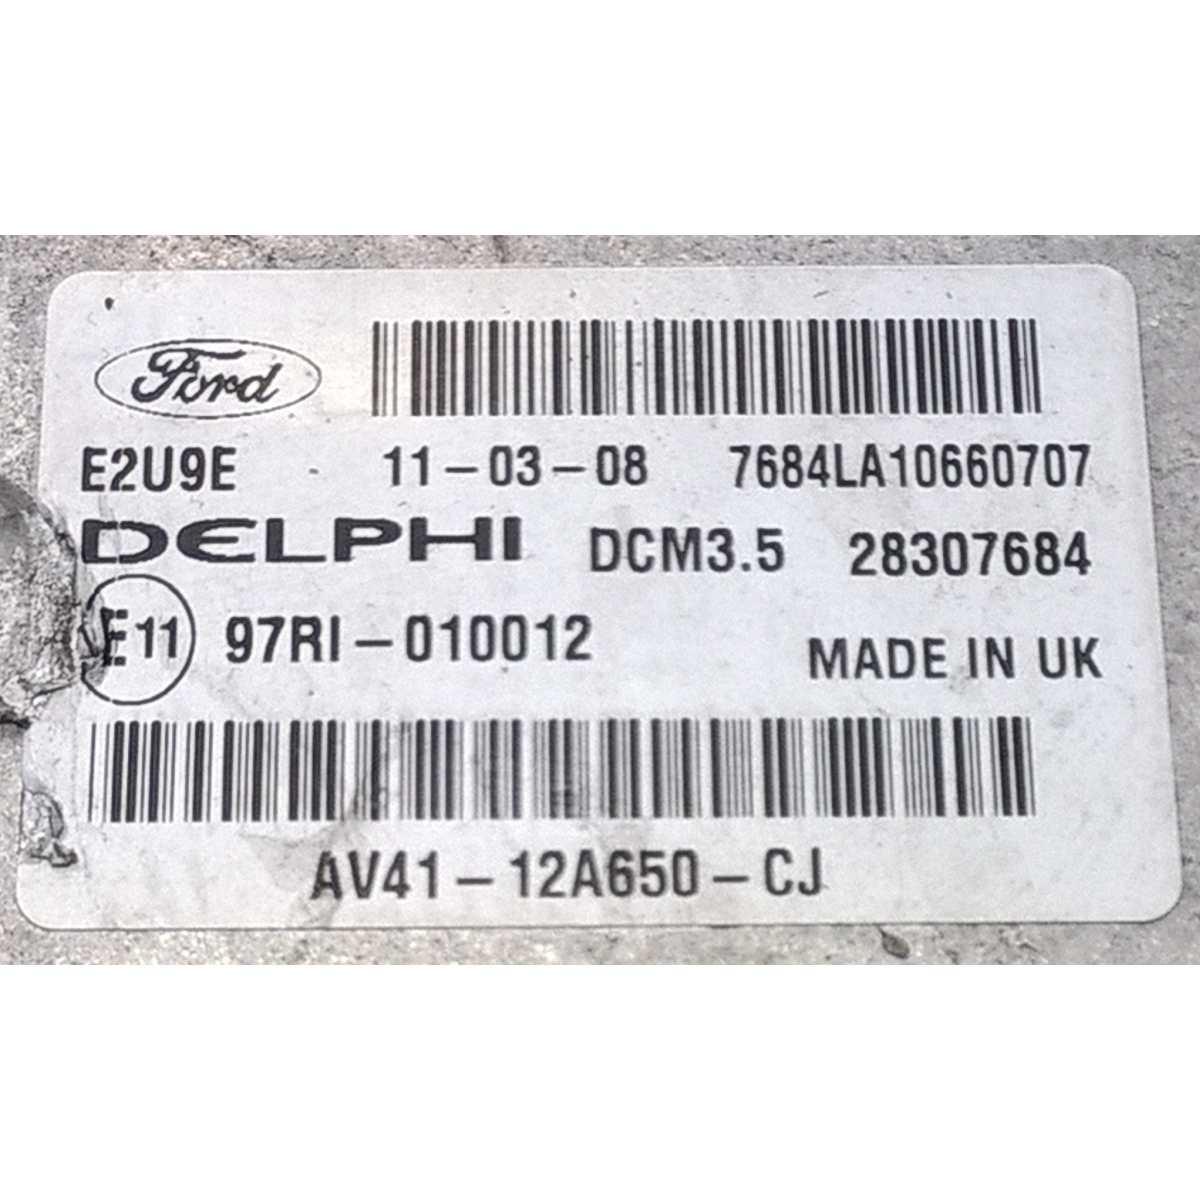 Ford
E2U9E 11-03-08 7684LA10660707
DELPHI DCM3.5 28307684
E11 97RI-010012 MADE IN UK
AV41-12A650-CJ